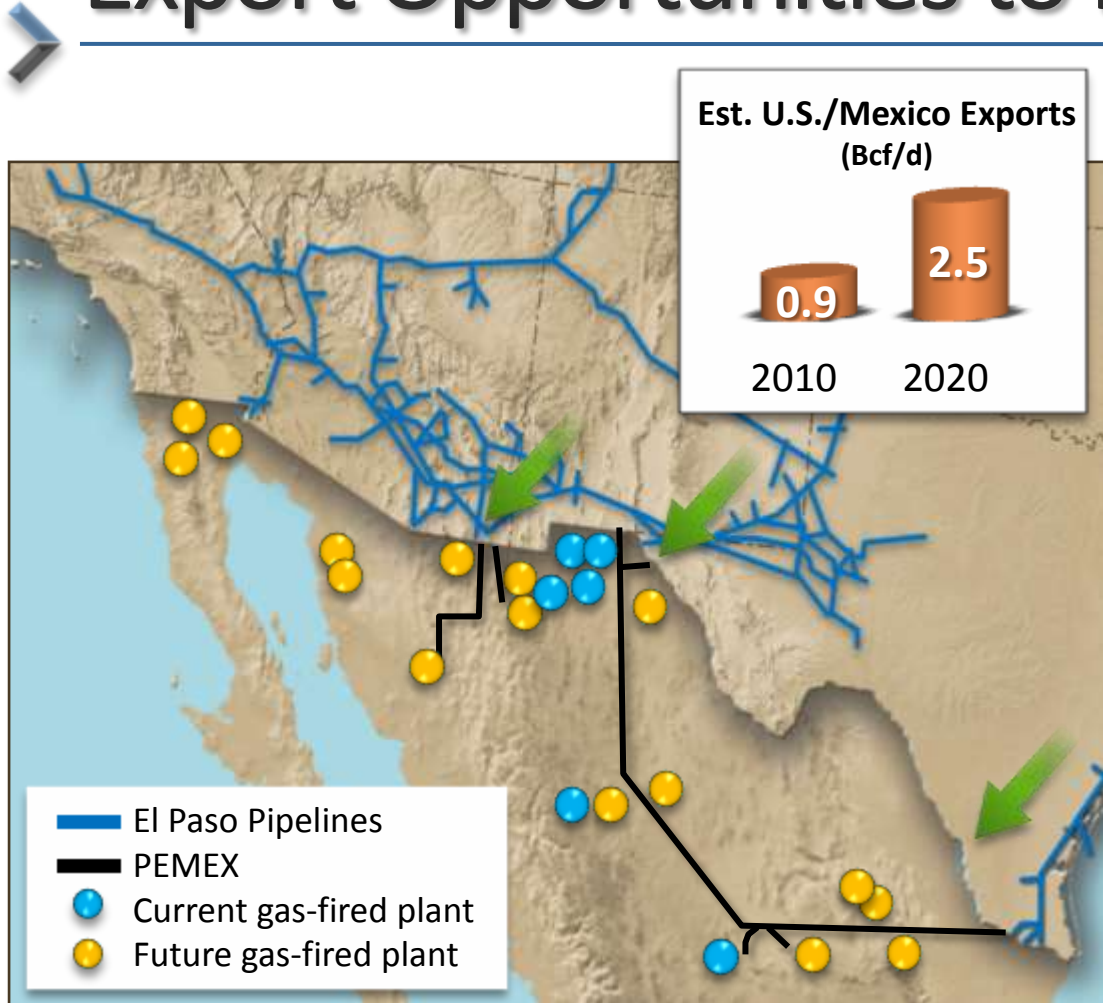 Export Opportunities to
Est. U.S./Mexico Exports
(Bcf/d)
0.9
2.5
2010 2020
El Paso Pipelines
PEMEX
Current gas-fired plant
Future gas-fired plant